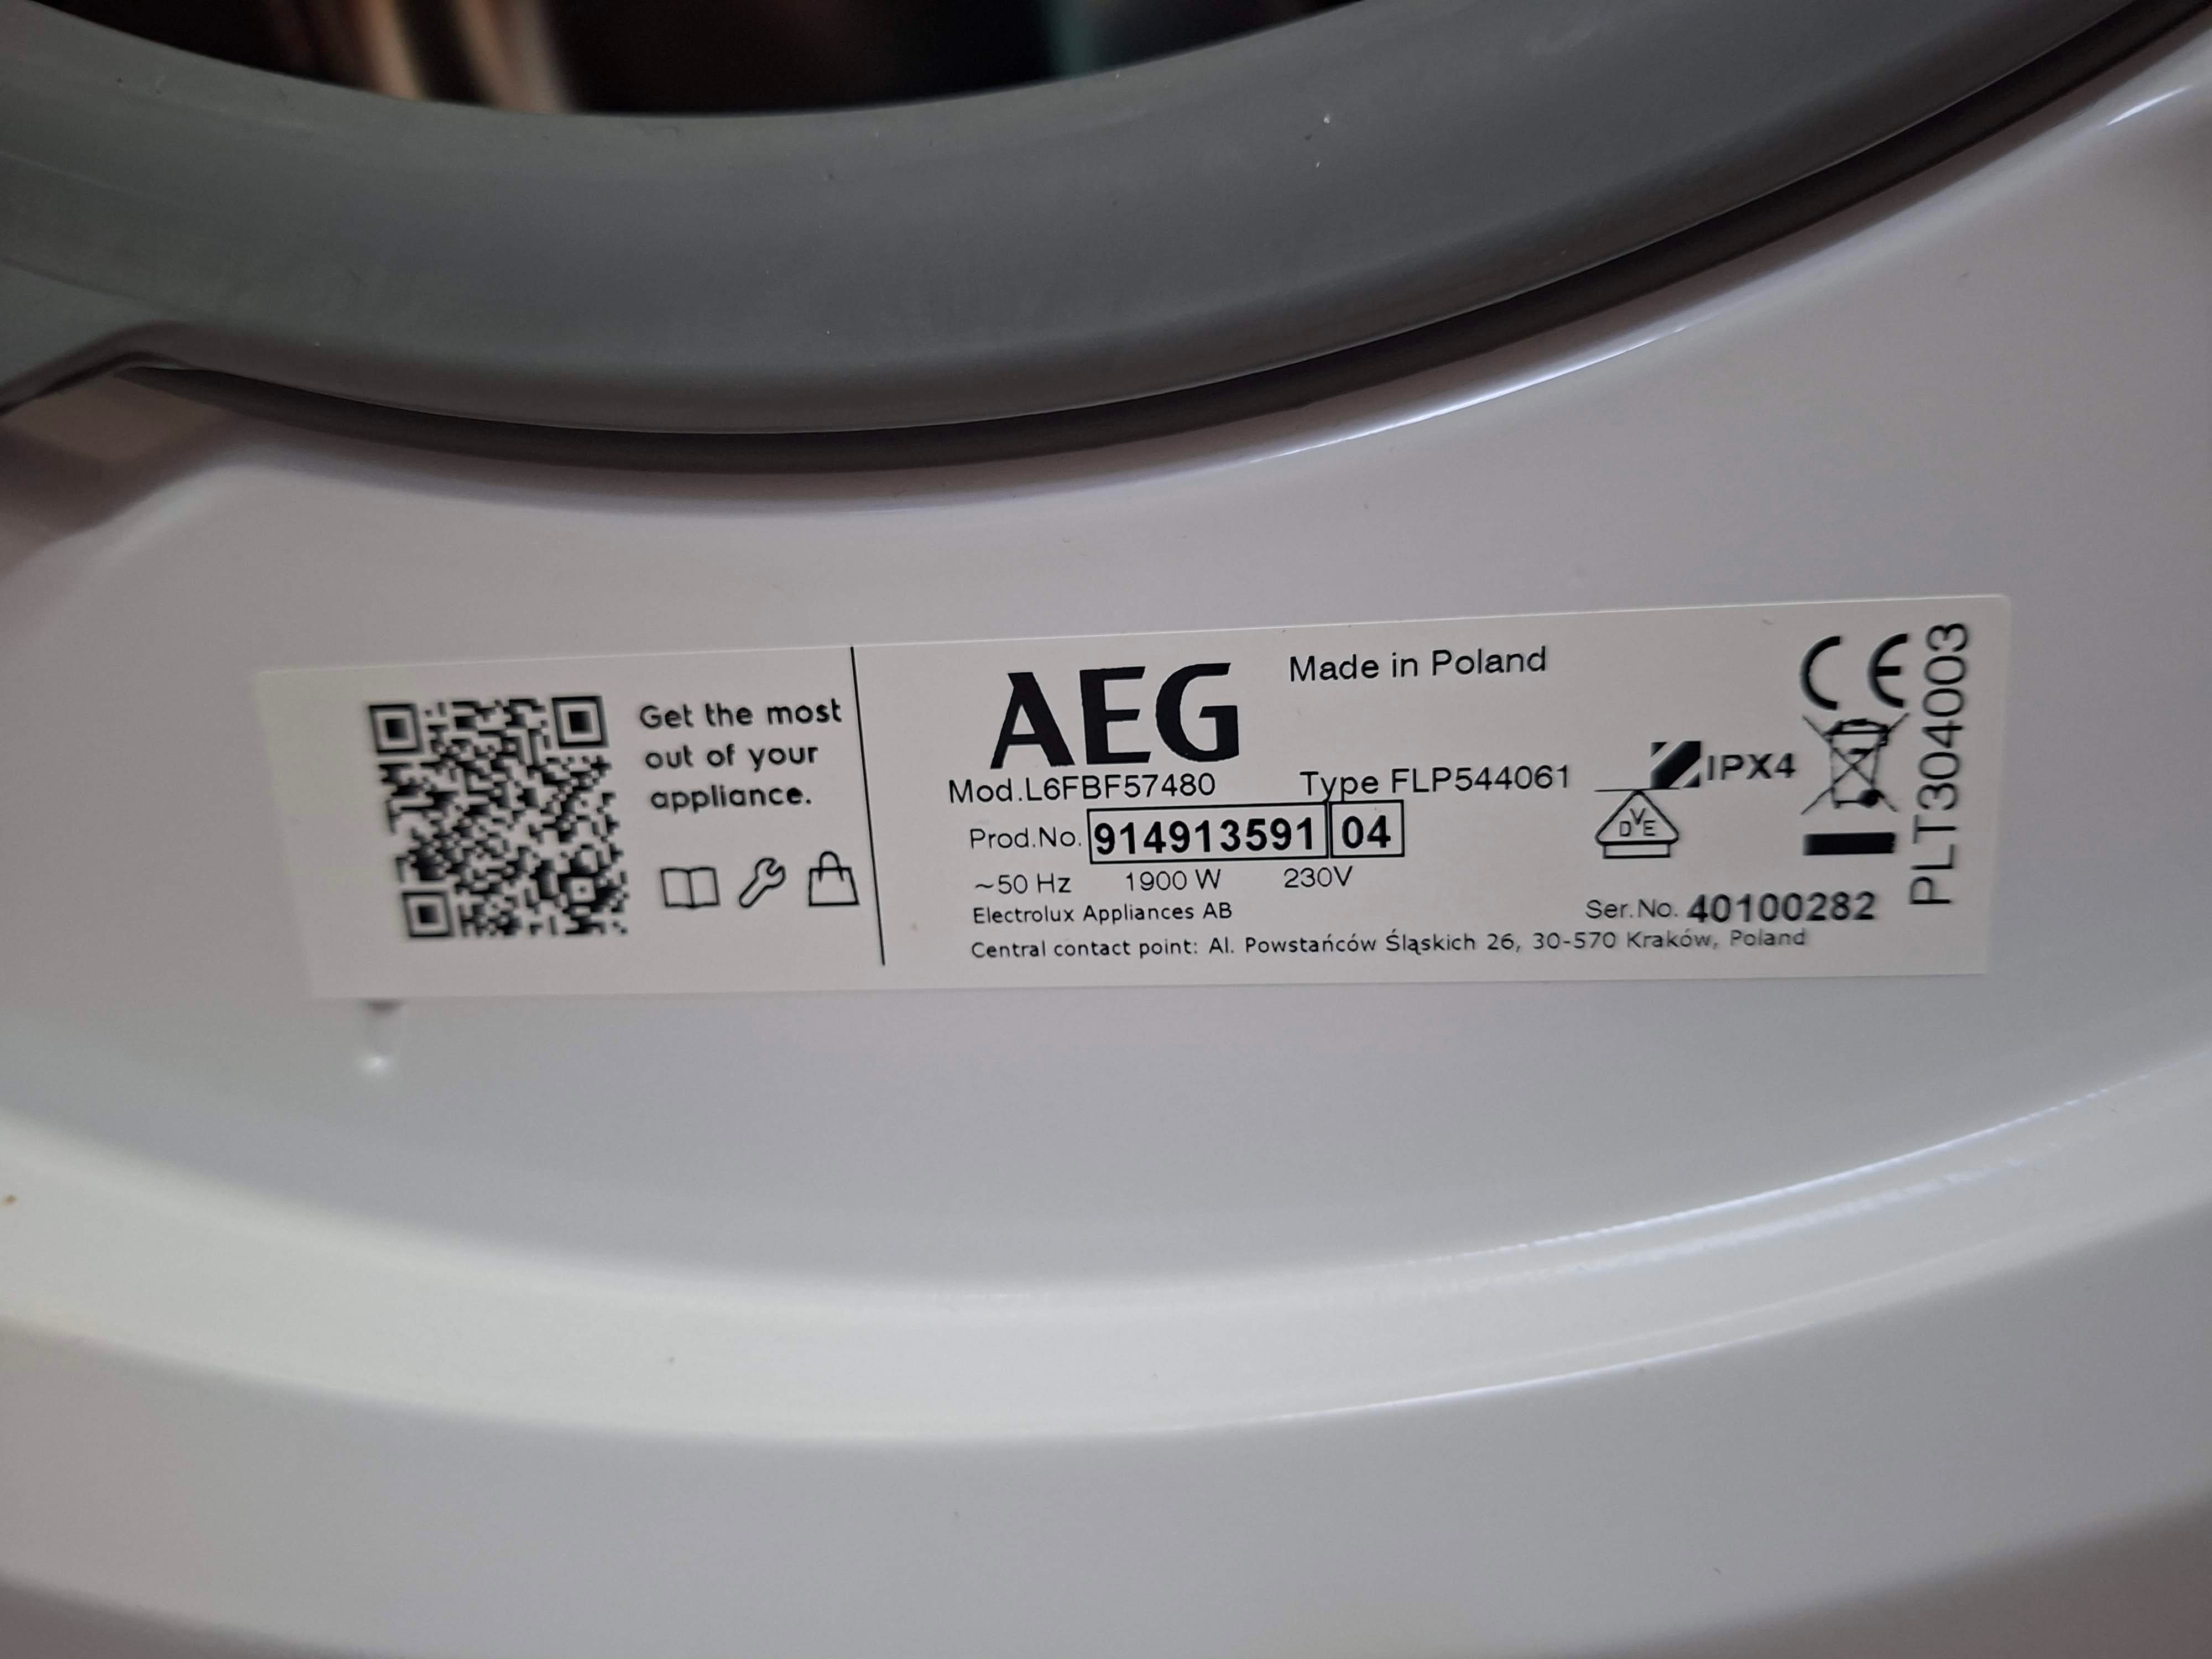 Get the most
out of your
appliance.
AEG
Made in Poland
Mod.L6FBF57480 Type FLP544061
Prod.No. 914913591 04
~50 Hz 1900 W 230V
Electrolux Appliances AB
Central contact point: Al. Powstańców Śląskich 26, 30-570 Kraków, Poland
IPX4
DVE
CE
Ser.No. 40100282
PLT304003